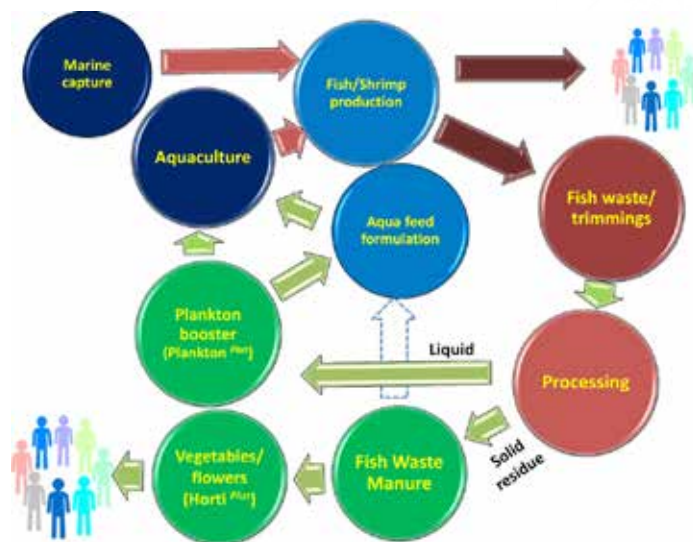 Marine
capture
Fish/Shrimp
production
Aquaculture
Aqua feed
formulation
Fish waste/
trimmings
Plankton
booster
(Plankton Plus)
Liquid
Processing
Solid
residue
Fish Waste
Manure
Vegetables/
flowers
(Horti Plus)